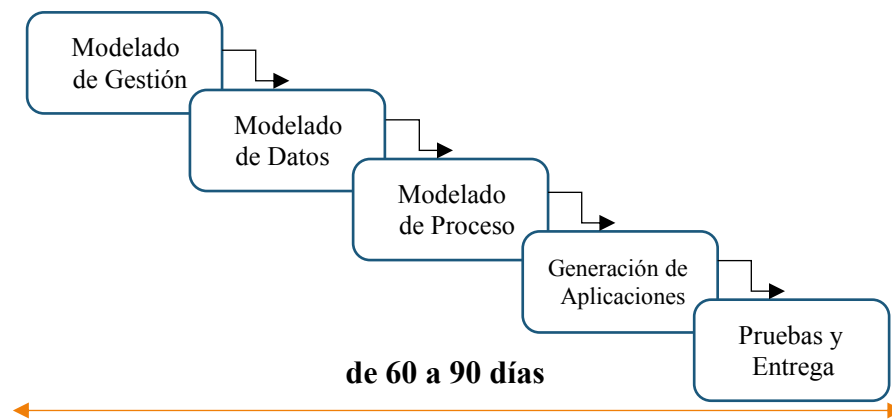 Modelado
de Gestión
Modelado
de Datos
Modelado
de Proceso
Generación de
Aplicaciones
Pruebas y
Entrega
de 60 a 90 días